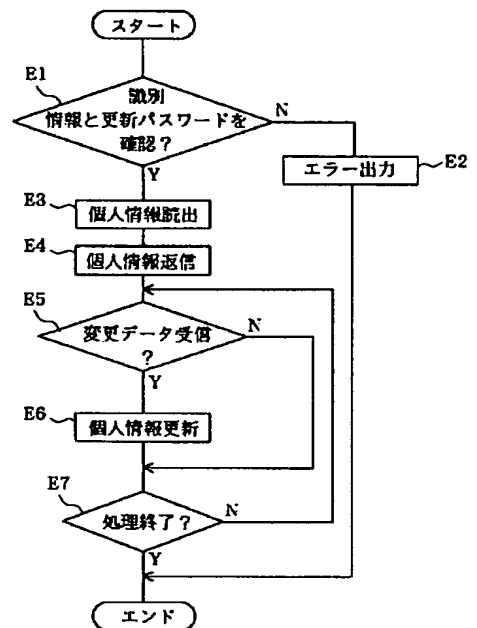 スタート
E1
識別
情報と更新パスワードを
確認?
N
Y
エラー出力
E2
E3
個人情報読出
E4
個人情報返信
E5
変更データ受信
?
N
Y
E6
個人情報更新
E7
処理終了?
N
Y
エンド